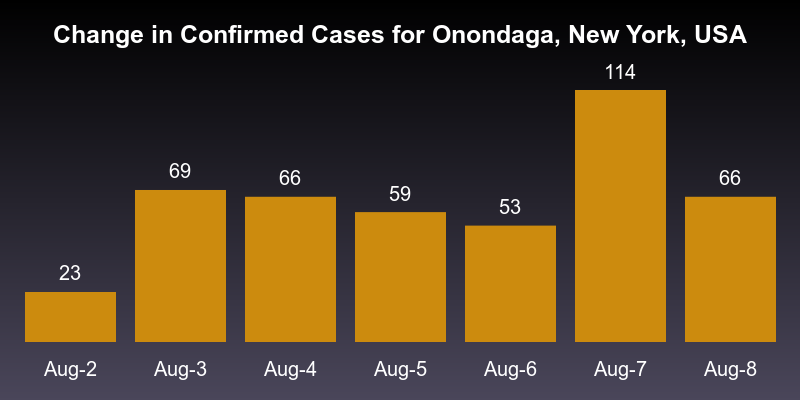 Change in Confirmed Cases for Onondaga, New York, USA
23
69
66
59
53
114
66
Aug-2
Aug-3
Aug-4
Aug-5
Aug-6
Aug-7
Aug-8